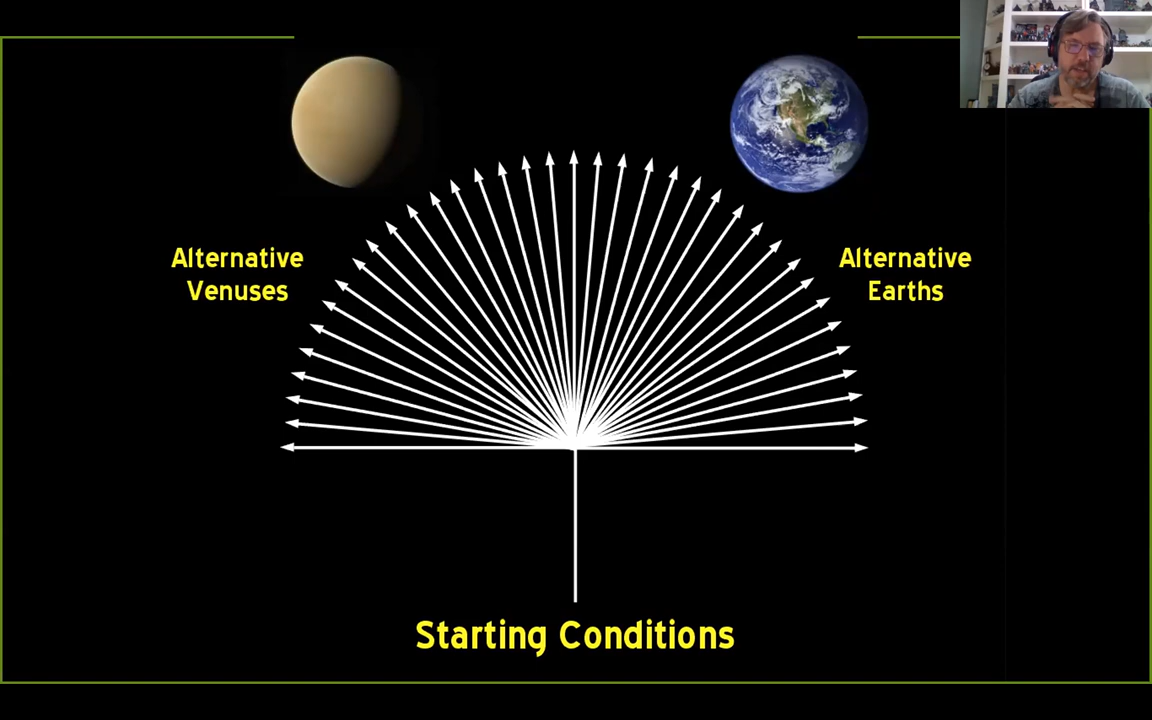 Alternative
Venuses
Alternative
Earths
Starting Conditions